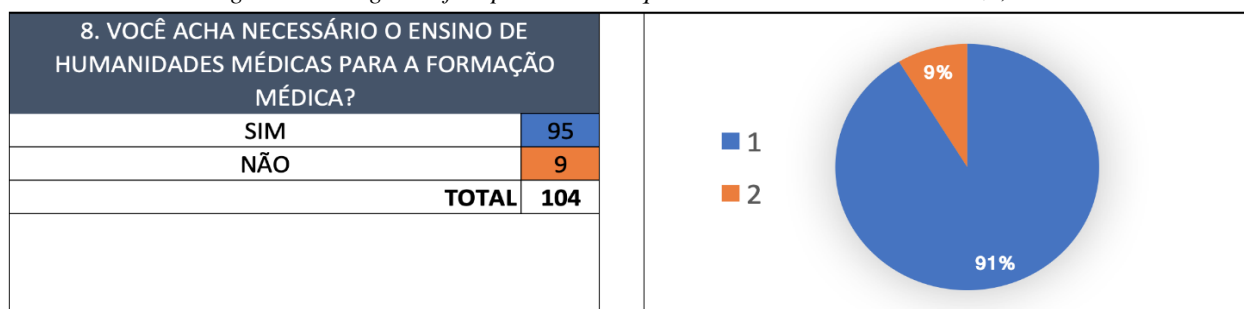 8. VOCÊ ACHA NECESSÁRIO O ENSINO DE
HUMANIDADES MÉDICAS PARA A FORMAÇÃO
MÉDICA?
SIM 95
NÃO 9
TOTAL 104
1
2
9%
91%